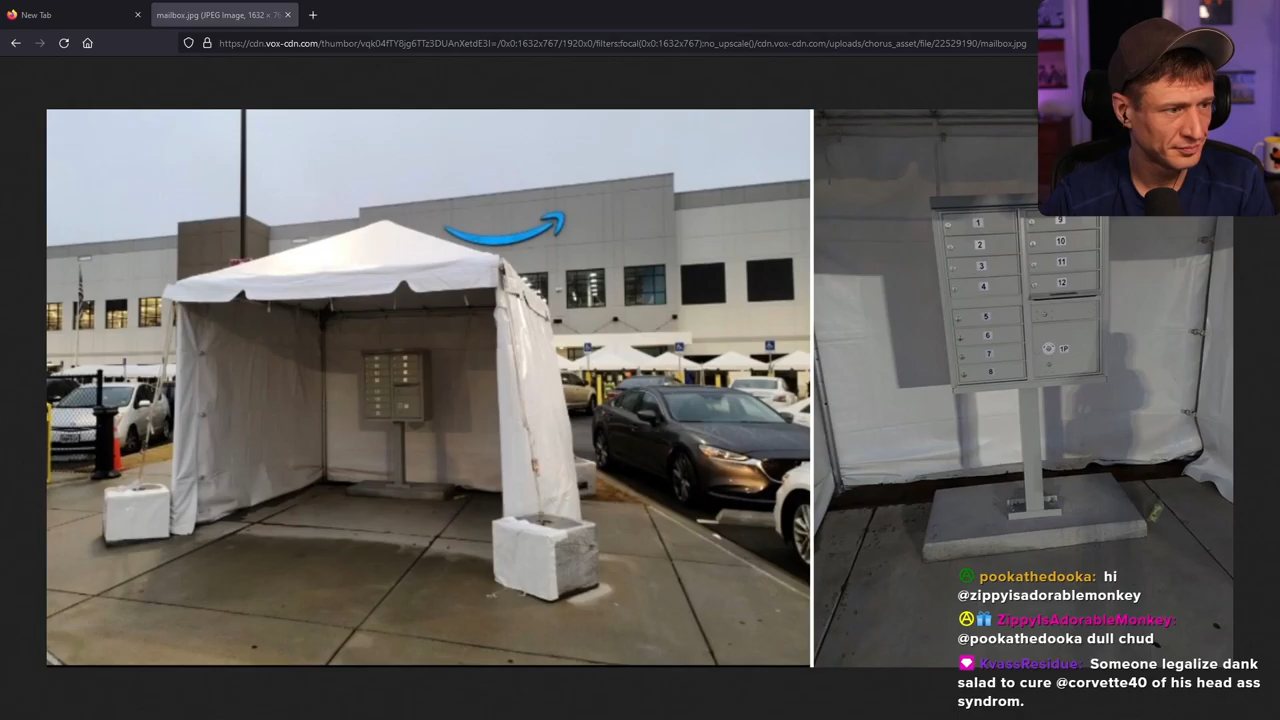 New Tab
mailbox.jpg (JPEG Image, 1632 × 76
https://cdn.vox-cdn.com/thumbor/vqk04fTY8jg6TTz3DUAnXetdE3I=/0x0:1632x767/1920x0/filters:focal(0x0:1632x767):no_upscale()/cdn.vox-cdn.com/uploads/chorus_asset/file/22529190/mailbox.jpg
1
2
3
4
5
6
7
8
9
10
11
12
1P
pookathedooka: hi
@zippyisadorablemonkey
ZippyIsAdorableMonkey:
@pookathedooka dull chud
KvassResidue: Someone legalize dank
salad to cure @corvette40 of his head ass
syndrom.